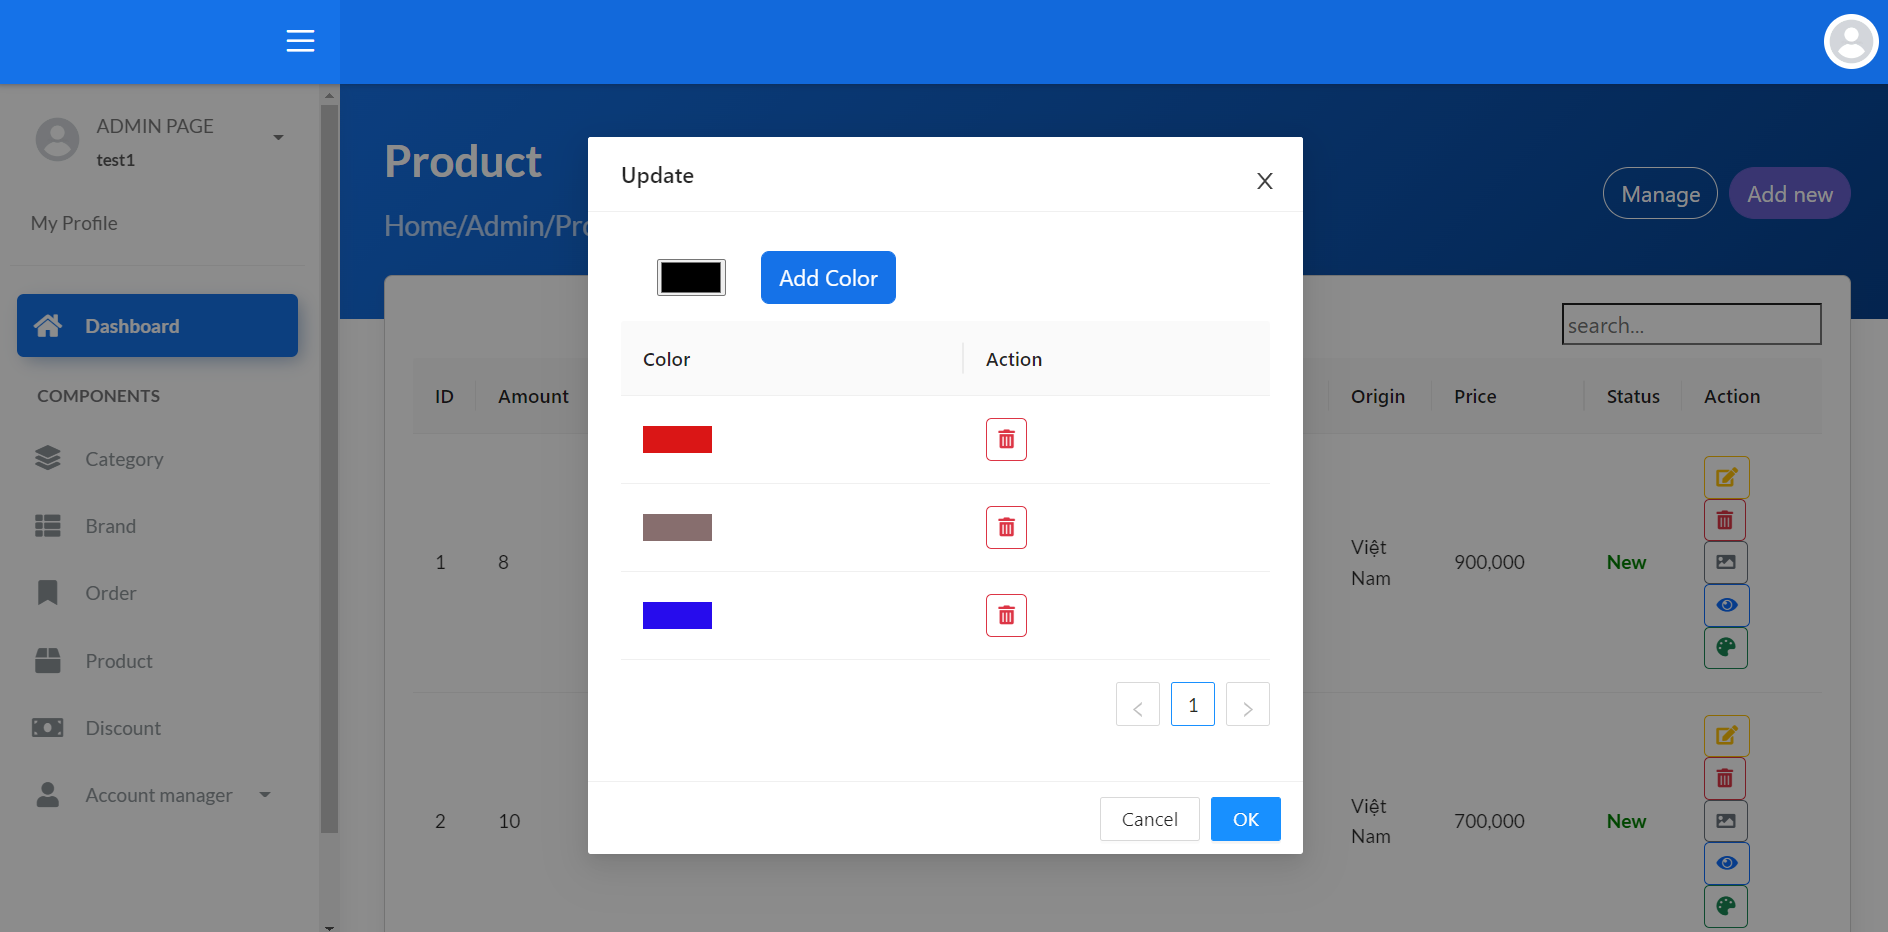 ADMIN PAGE
test1
My Profile
Dashboard
COMPONENTS
Category
Brand
Order
Product
Discount
Account manager
Product
Home/Admin/Pro
Manage
Add new
search...
ID Amount Origin Price Status Action
1 8 Việt Nam 900,000 New
2 10 Việt Nam 700,000 New
Update
X
Add Color
Color Action
< 1 >
Cancel OK